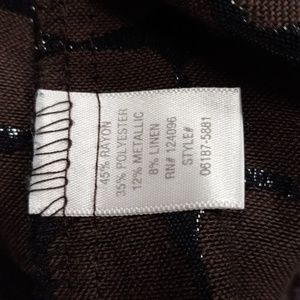 45% RAYON
35% POLYESTER
12% METALLIC
8% LINEN
RN# 124096
STYLE#
061B7-5881